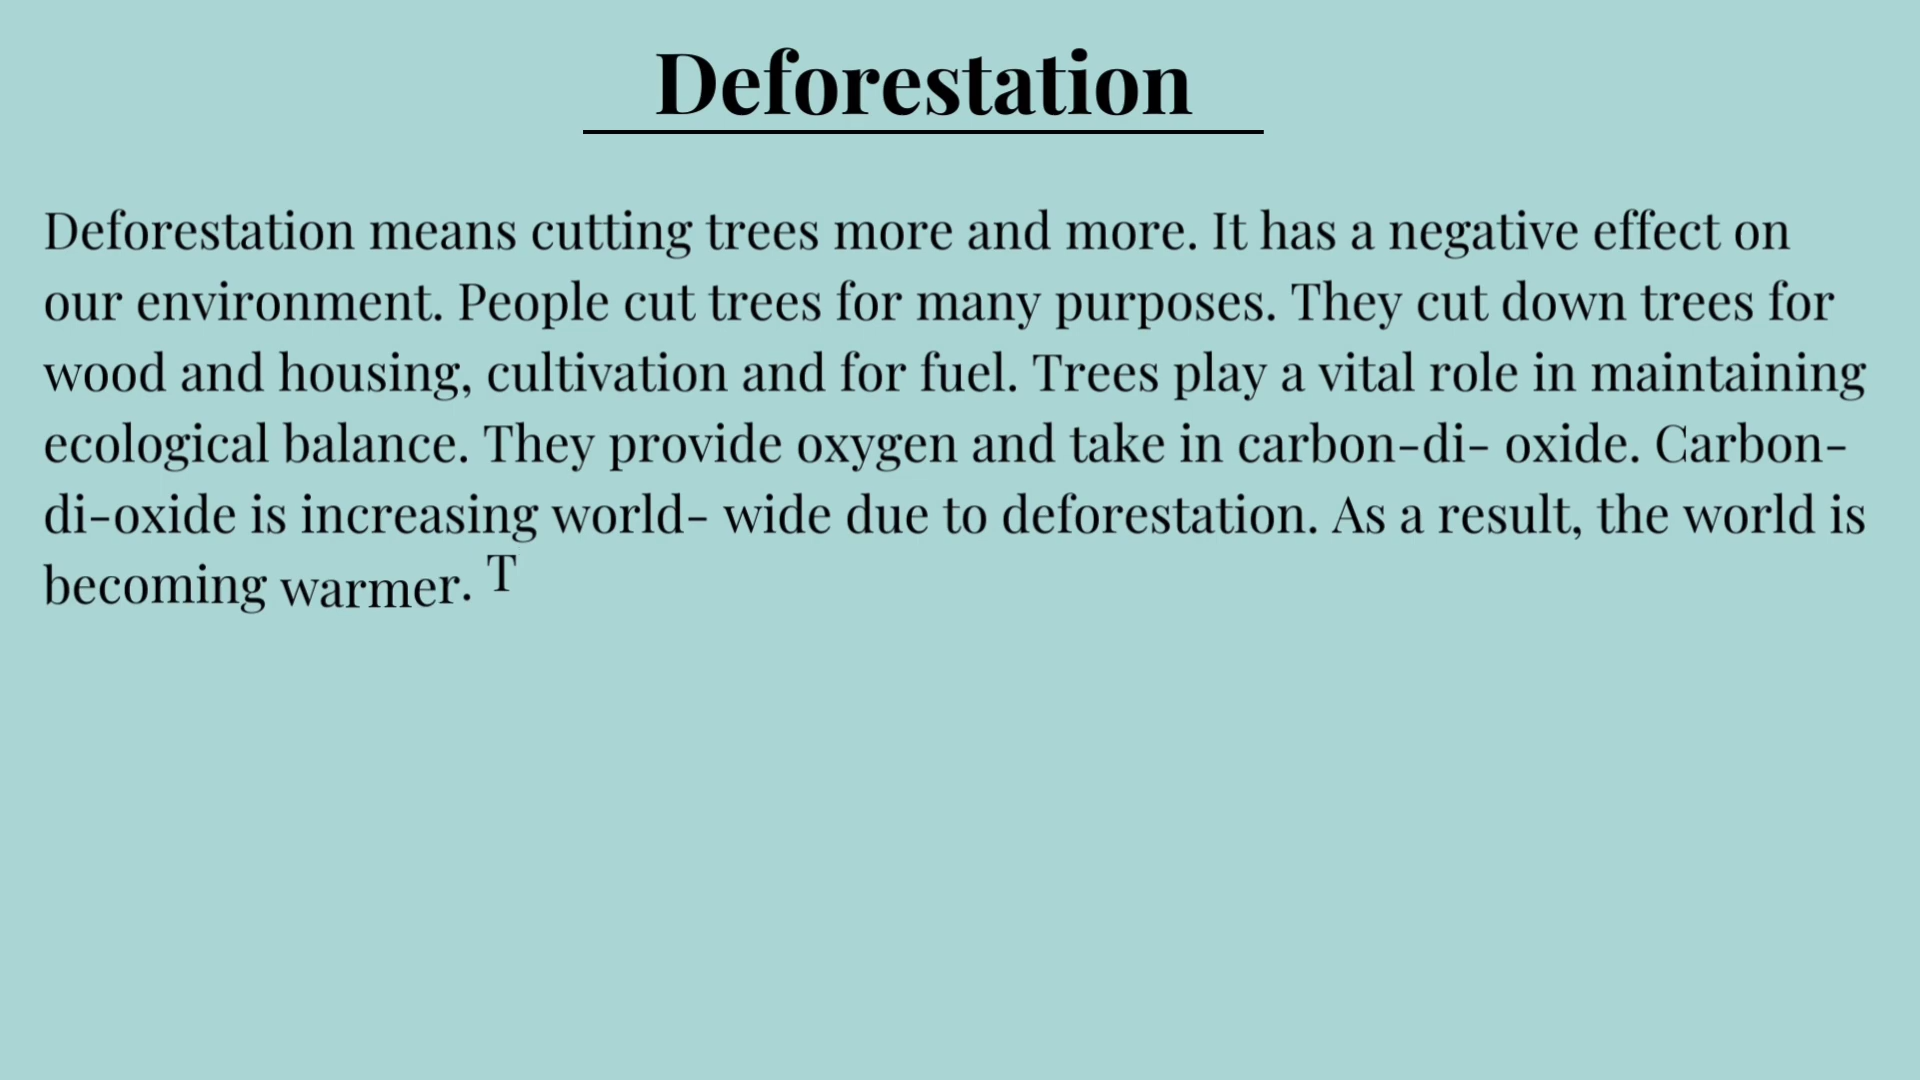 Deforestation
Deforestation means cutting trees more and more. It has a negative effect on
our environment. People cut trees for many purposes. They cut down trees for
wood and housing, cultivation and for fuel. Trees play a vital role in maintaining
ecological balance. They provide oxygen and take in carbon-di- oxide. Carbon-
di-oxide is increasing world- wide due to deforestation. As a result, the world is
becoming warmer. T